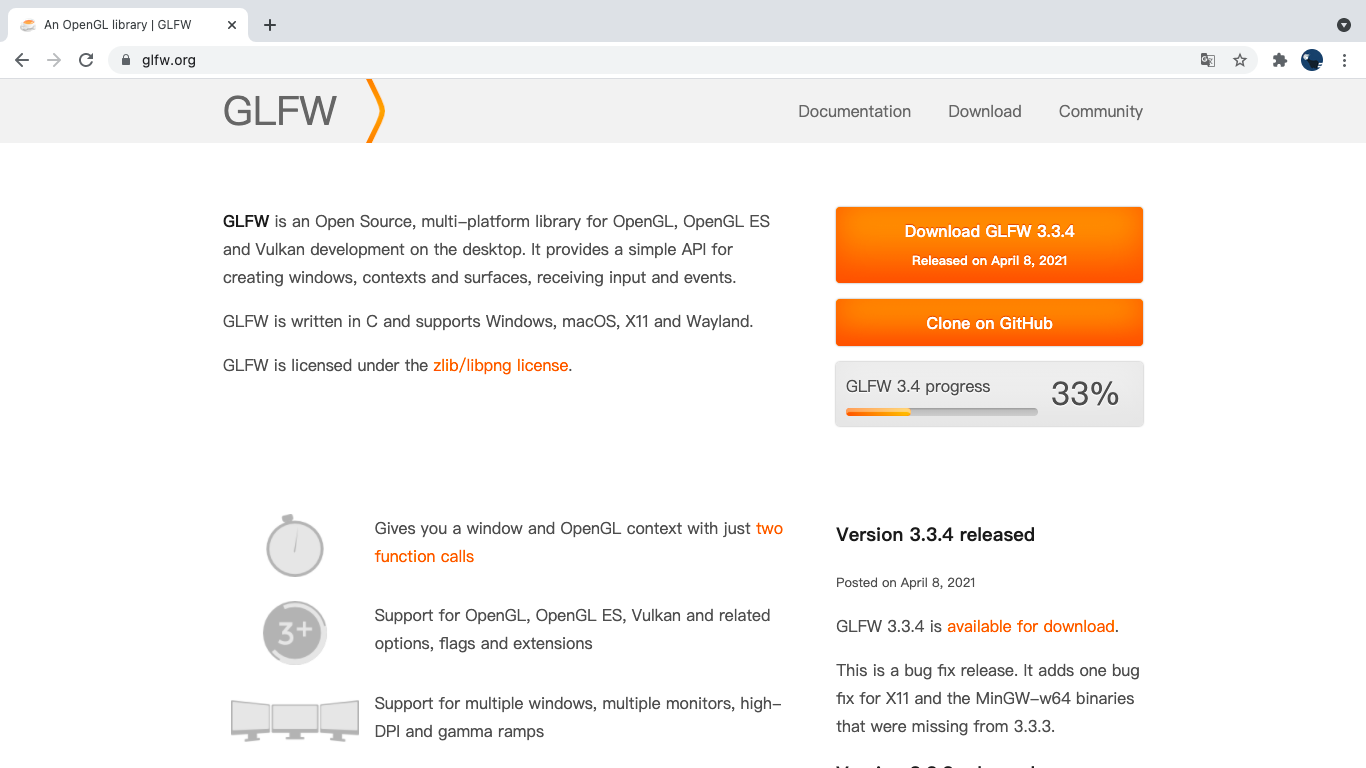 An OpenGL library | GLFW
glfw.org
GLFW
Documentation
Download
Community
GLFW is an Open Source, multi-platform library for OpenGL, OpenGL ES
and Vulkan development on the desktop. It provides a simple API for
creating windows, contexts and surfaces, receiving input and events.
GLFW is written in C and supports Windows, macOS, X11 and Wayland.
GLFW is licensed under the zlib/libpng license.
Download GLFW 3.3.4
Released on April 8, 2021
Clone on GitHub
GLFW 3.4 progress
33%
Gives you a window and OpenGL context with just two
function calls
3+
Support for OpenGL, OpenGL ES, Vulkan and related
options, flags and extensions
Support for multiple windows, multiple monitors, high-
DPI and gamma ramps
Version 3.3.4 released
Posted on April 8, 2021
GLFW 3.3.4 is available for download.
This is a bug fix release. It adds one bug
fix for X11 and the MinGW-w64 binaries
that were missing from 3.3.3.